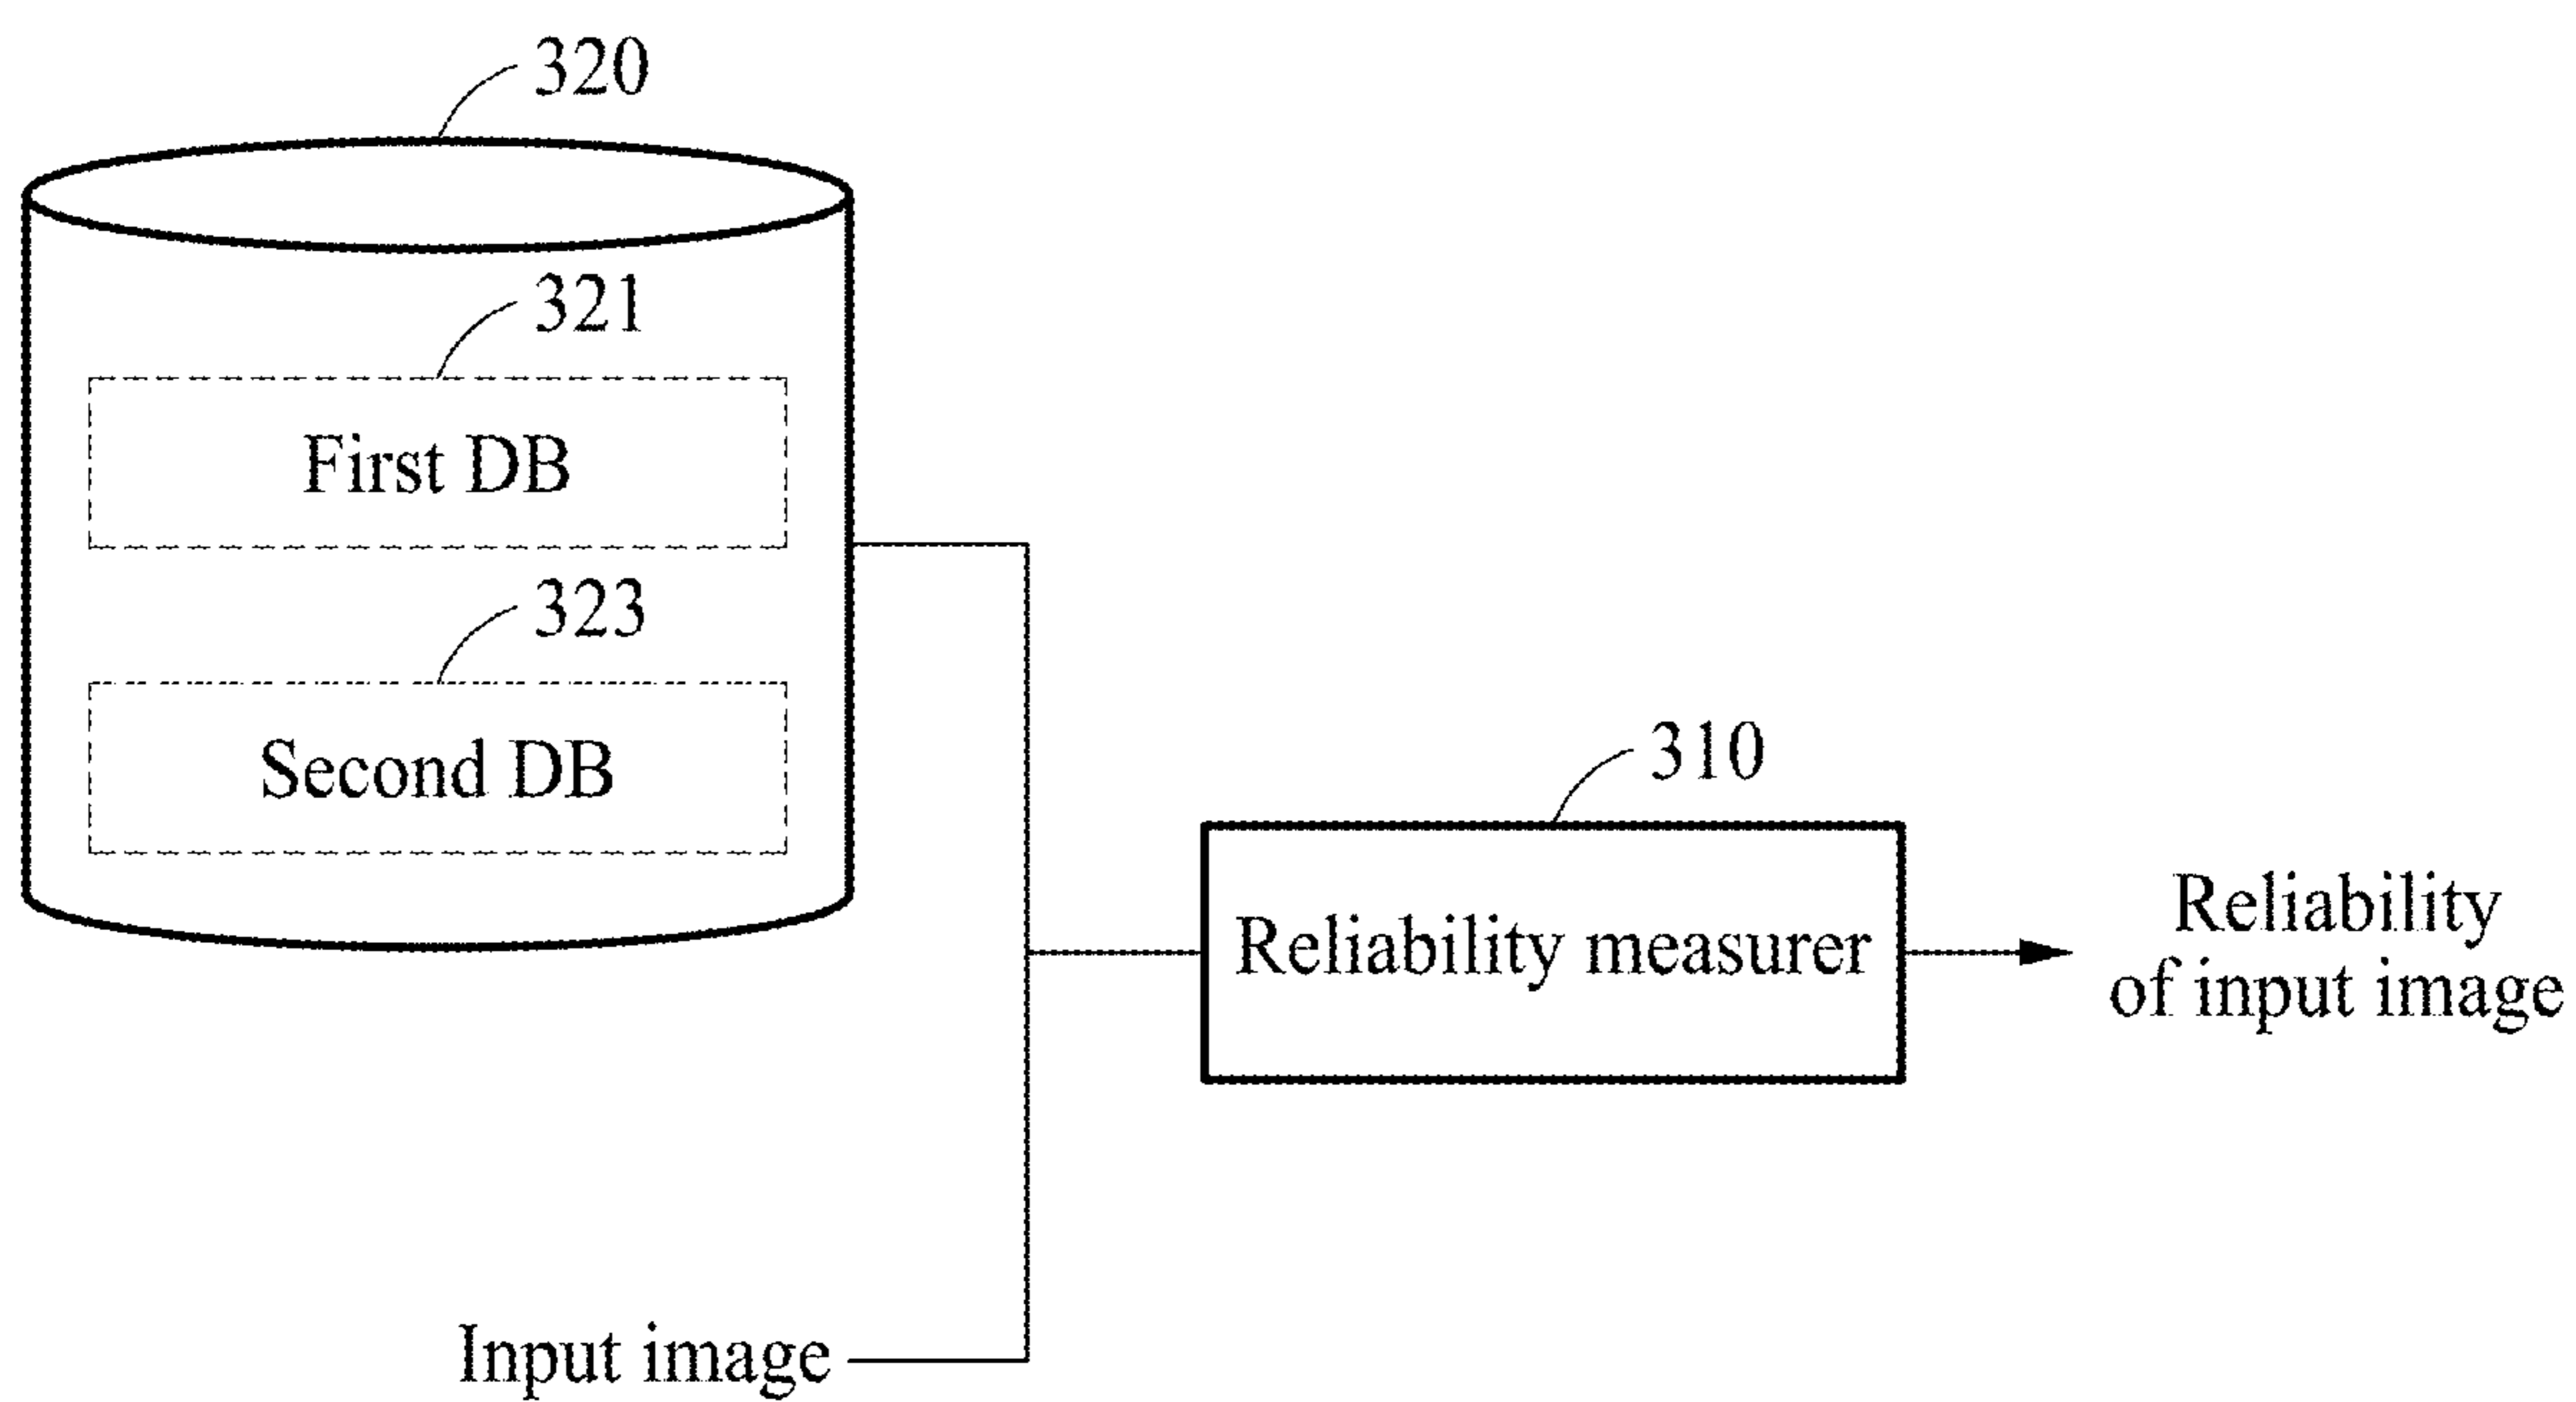 320
321
First DB
323
Second DB
310
Reliability measurer
Reliability
of input image
Input image